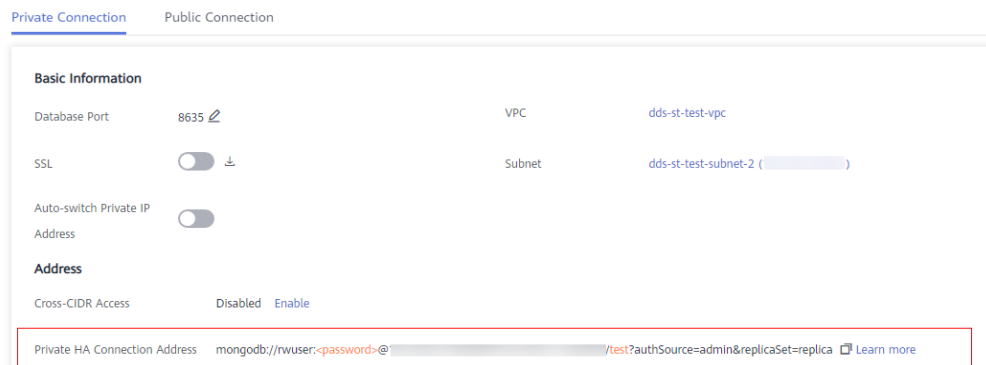 Private Connection Public Connection
Basic Information
Database Port 8635 VPC dds-st-test-vpc
SSL Subnet dds-st-test-subnet-2 ( )
Auto-switch Private IP
Address
Address
Cross-CIDR Access Disabled Enable
Private HA Connection Address mongodb://rwuser:<password>@ /test?authSource=admin&replicaSet=replica Learn more